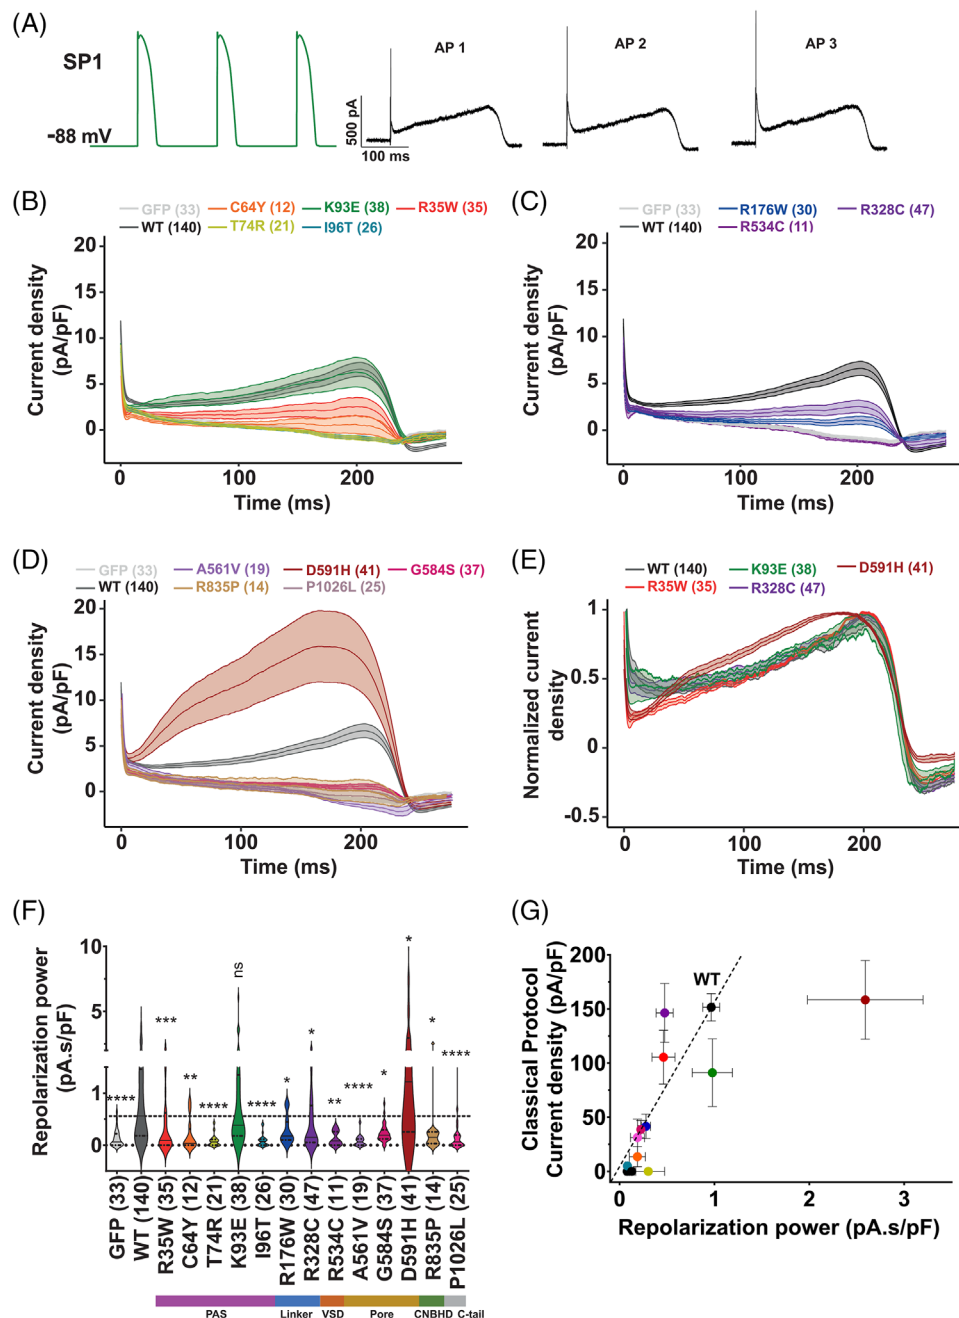 (A)
SP1
-88 mV
AP 1
AP 2
AP 3
500 pA
100 ms
(B)
GFP (33)
C64Y (12)
K93E (38)
R35W (35)
WT (140)
T74R (21)
I96T (26)
Current density
(pA/pF)
20
15
10
5
0
0
100
200
Time (ms)
(C)
GFP (33)
R176W (30)
R328C (47)
WT (140)
R534C (11)
Current density
(pA/pF)
20
15
10
5
0
0
100
200
Time (ms)
(D)
GFP (33)
A561V (19)
D591H (41)
G584S (37)
WT (140)
R835P (14)
P1026L (25)
Current density
(pA/pF)
20
15
10
5
0
0
100
200
Time (ms)
(E)
WT (140)
K93E (38)
D591H (41)
R35W (35)
R328C (47)
Normalized current
density
1
0.5
0
-0.5
0
100
200
Time (ms)
(F)
Repolarization power
(pA.s/pF)
10
5
1
0
****
***
**
****
ns
****
*
*
**
****
*
*
*
****
GFP (33)
WT (140)
R35W (35)
C64Y (12)
T74R (21)
K93E (38)
I96T (26)
R176W (30)
R328C (47)
R534C (11)
A561V (19)
G584S (37)
D591H (41)
R835P (14)
P1026L (25)
PAS
Linker
VSD
Pore
CNBHD
C-tail
(G)
Classical Protocol
Current density (pA/pF)
200
150
100
50
0
WT
0
1
2
3
Repolarization power (pA.s/pF)